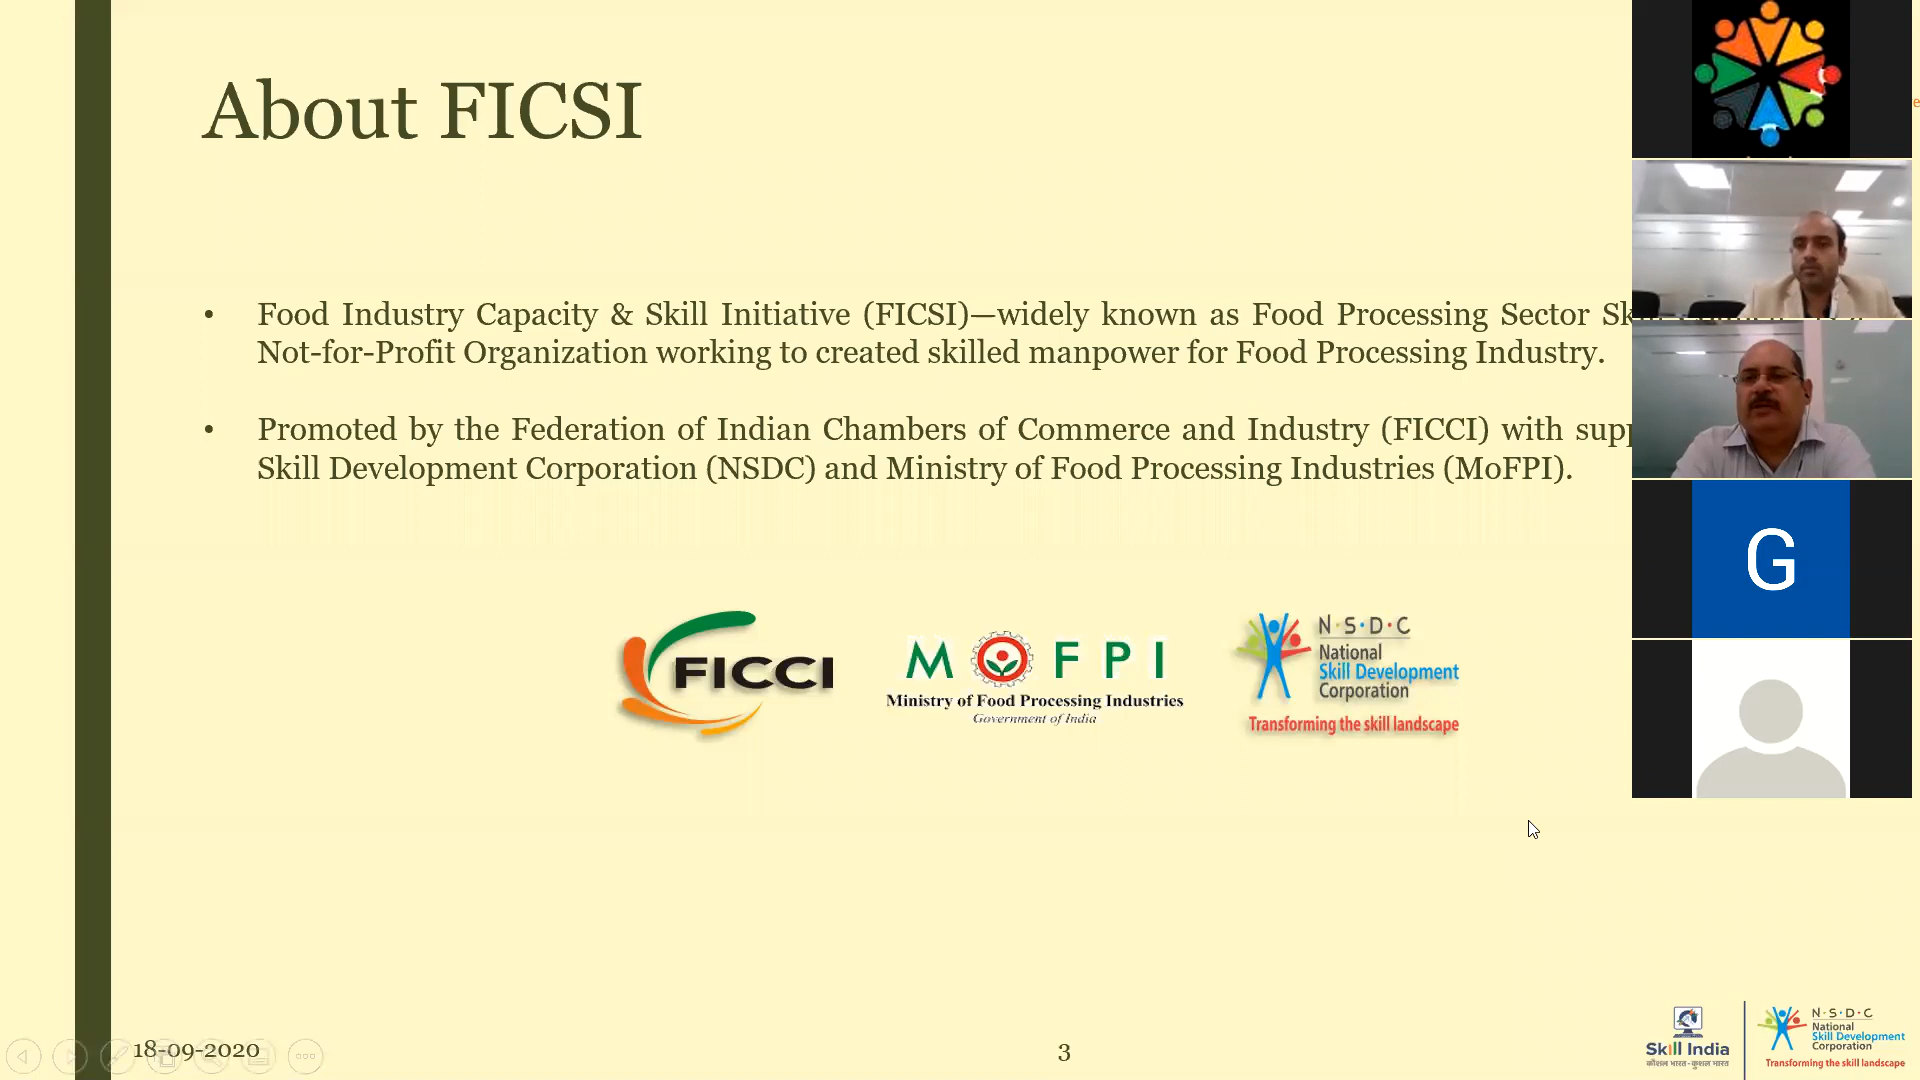 About FICSI
• Food Industry Capacity & Skill Initiative (FICSI)—widely known as Food Processing Sector
Not-for-Profit Organization working to created skilled manpower for Food Processing Industry.
• Promoted by the Federation of Indian Chambers of Commerce and Industry (FICCI) with
Skill Development Corporation (NSDC) and Ministry of Food Processing Industries (MoFPI).
FICCI
MOFPI
Ministry of Food Processing Industries
Government of India
N·S·D·C
National
Skill Development
Corporation
Transforming the skill landscape
G
18-09-2020
3
Skill India
कौशल भारत-कुशल भारत
N·S·D·C
National
Skill Development
Corporation
Transforming the skill landscape